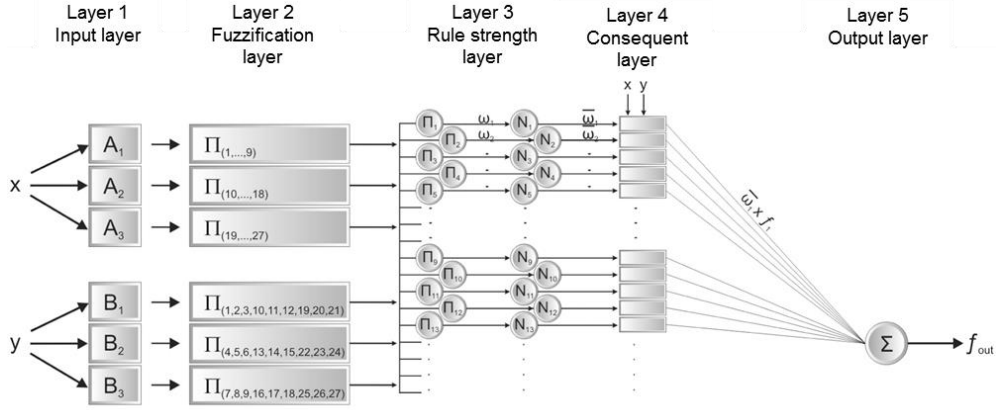 Layer 1
Input layer
Layer 2
Fuzzification
layer
Layer 3
Rule strength
layer
Layer 4
Consequent
layer
Layer 5
Output layer
x y
x
A₁
Π(1,...,9)
A₂
Π(10,...,18)
A₃
Π(19,...,27)
y
B₁
Π(1,2,3,10,11,12,19,20,21)
B₂
Π(4,5,6,13,14,15,22,23,24)
B₃
Π(7,8,9,16,17,18,25,26,27)
Π₁ ω₁ N₁ ω̅₁
Π₂ ω₂ N₂ ω̅₂
Π₃ N₃
Π₄ N₄
Π₅ N₅
Π₉ N₉
Π₁₀ N₁₀
Π₁₁ N₁₁
Π₁₂ N₁₂
Π₁₃ N₁₃
ω̅₁ x f₁
Σ
f out